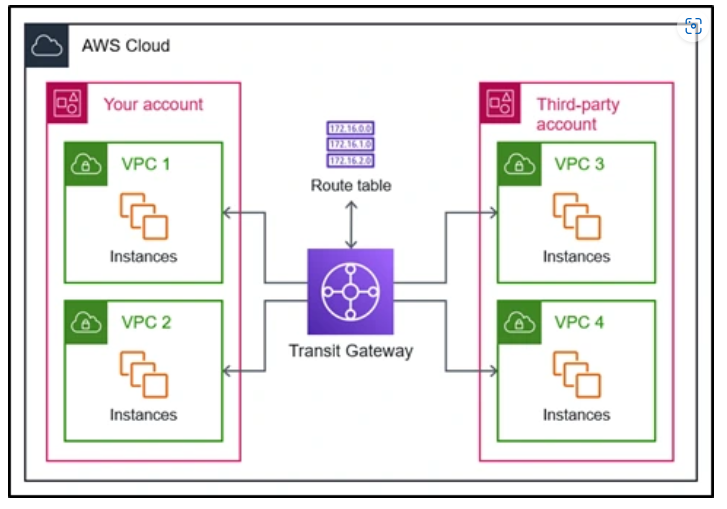 AWS Cloud
Your account
Third-party
account
172.16.0.0
172.16.1.0
172.16.2.0
Route table
VPC 1
Instances
VPC 3
Instances
VPC 2
Instances
Transit Gateway
VPC 4
Instances